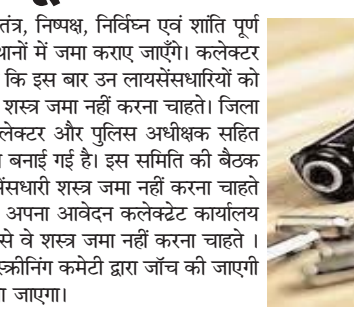 तंत्र, निष्पक्ष, निर्विघ्न एवं शांति पूर्ण
थानों में जमा कराए जाएँगे। कलेक्टर
कि इस बार उन लायसेंसधारियों को
शस्त्र जमा नहीं करना चाहते। जिला
लेक्टर और पुलिस अधीक्षक सहित
बनाई गई है। इस समिति की बैठक
सेंसधारी शस्त्र जमा नहीं करना चाहते
अपना आवेदन कलेक्टेट कार्यालय
से वे शस्त्र जमा नहीं करना चाहते ।
स्क्रीनिंग कमेटी द्वारा जॉच की जाएगी
जाएगा।